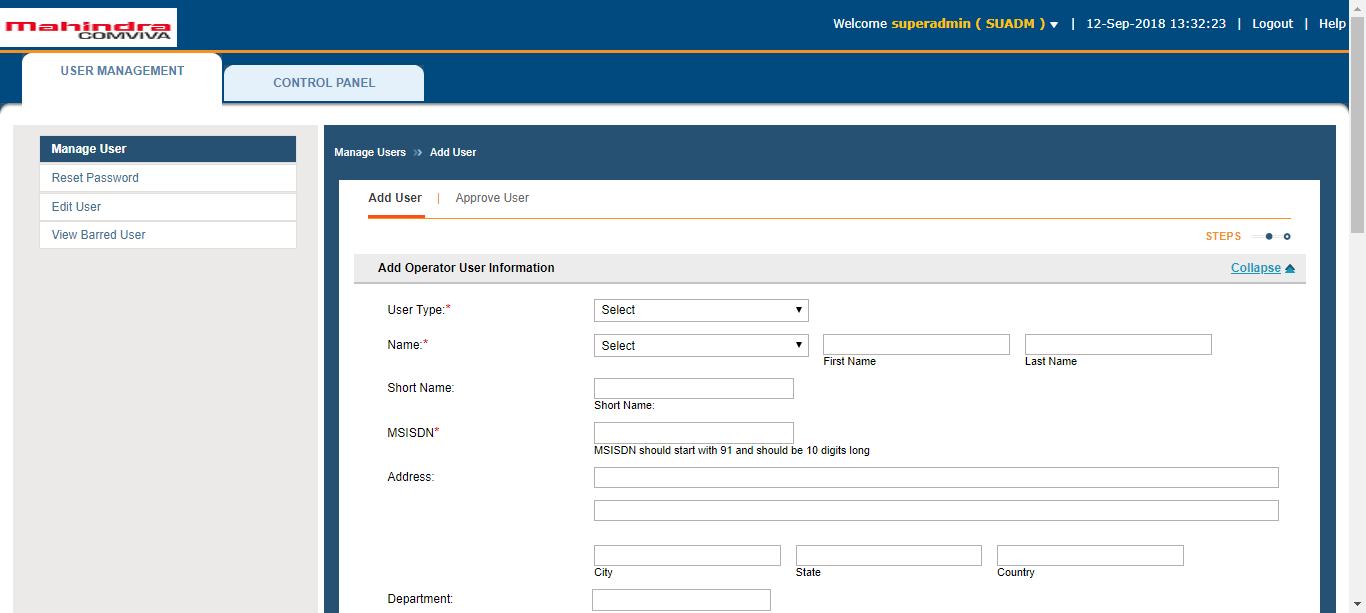 mahindra
COMVIVA
Welcome superadmin ( SUADM ) | 12-Sep-2018 13:32:23 | Logout | Help
USER MANAGEMENT
CONTROL PANEL
Manage User
Reset Password
Edit User
View Barred User
Manage Users » Add User
Add User | Approve User
STEPS
Add Operator User Information
Collapse
User Type:*
Select
Name:*
Select
First Name
Last Name
Short Name:
Short Name:
MSISDN*
MSISDN should start with 91 and should be 10 digits long
Address:
City
State
Country
Department: